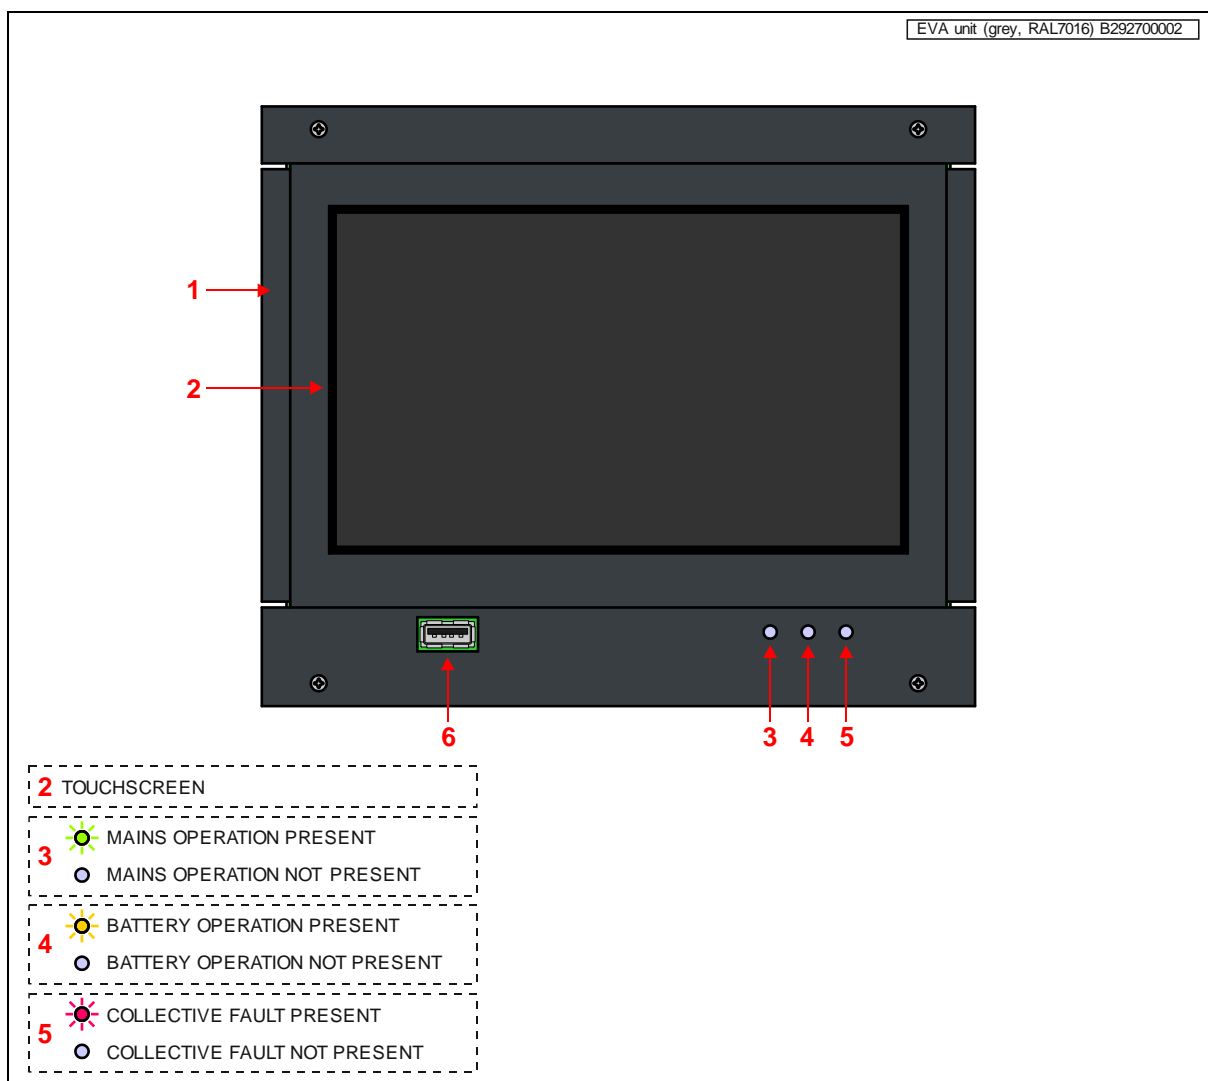 EVA unit (grey, RAL7016) B292700002
1
2
6 3 4 5
2 TOUCHSCREEN
3
MAINS OPERATION PRESENT
MAINS OPERATION NOT PRESENT
4
BATTERY OPERATION PRESENT
BATTERY OPERATION NOT PRESENT
5
COLLECTIVE FAULT PRESENT
COLLECTIVE FAULT NOT PRESENT